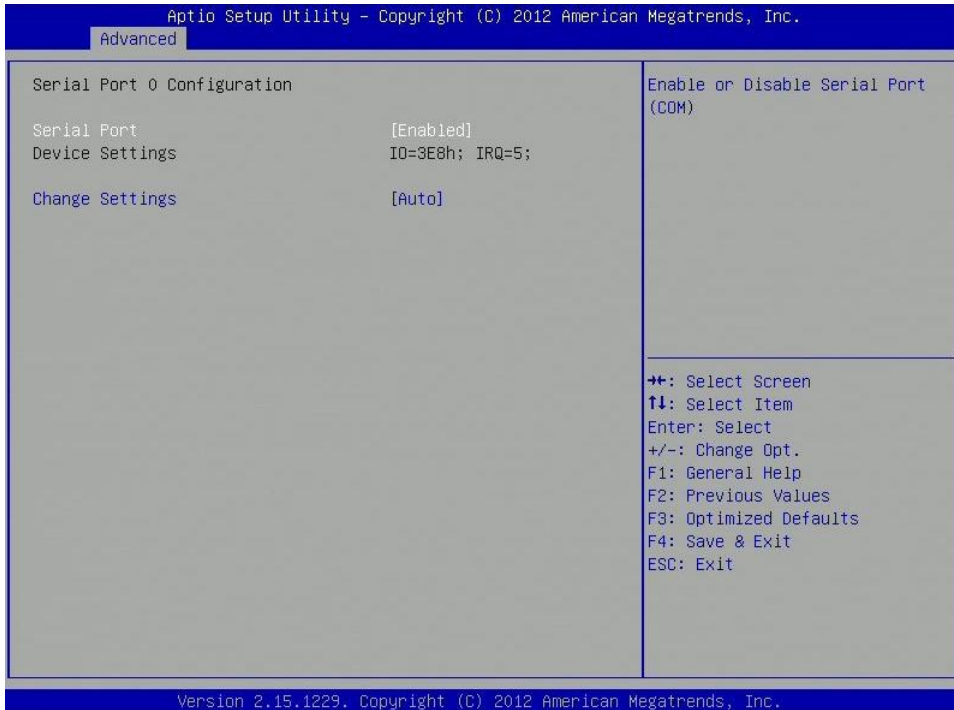 Aptio Setup Utility – Copyright (C) 2012 American Megatrends, Inc.
Advanced
Serial Port 0 Configuration
Serial Port [Enabled]
Device Settings IO=3E8h; IRQ=5;
Change Settings [Auto]
Enable or Disable Serial Port
(COM)
→←: Select Screen
↑↓: Select Item
Enter: Select
+/-: Change Opt.
F1: General Help
F2: Previous Values
F3: Optimized Defaults
F4: Save & Exit
ESC: Exit
Version 2.15.1229. Copyright (C) 2012 American Megatrends, Inc.